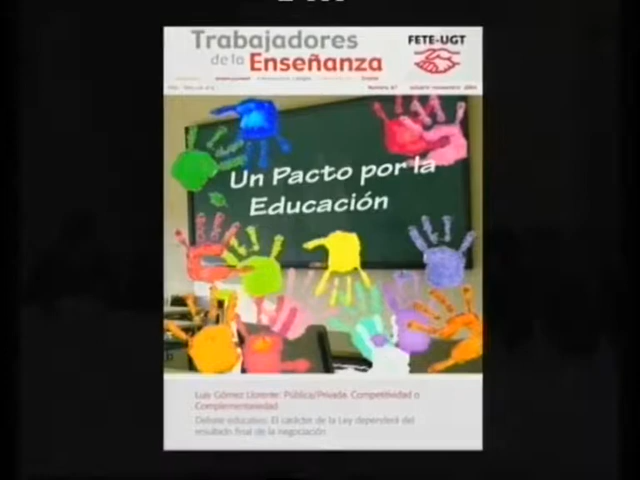 Trabajadores
de la Enseñanza
FETE-UGT
Un Pacto por la
Educación
Luis Gómez Llorente: Pública/Privada. Competitividad o
Complementariedad
Debate educativo: El carácter de la Ley dependerá del
resultado final de la negociación